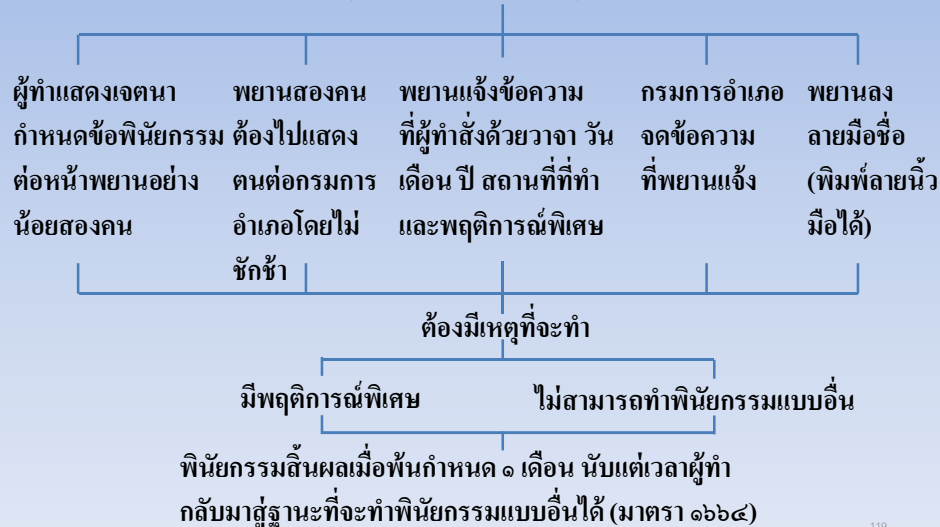 ผู้ทำแสดงเจตนา
กำหนดข้อพินัยกรรม
ต่อหน้าพยานอย่าง
น้อยสองคน
พยานสองคน
ต้องไปแสดง
ตนต่อกรมการ
อำเภอโดยไม่
ชักช้า
พยานแจ้งข้อความ
ที่ผู้ทำสั่งด้วยวาจา วัน
เดือน ปี สถานที่ที่ทำ
และพฤติการณ์พิเศษ
กรมการอำเภอ
จดข้อความ
ที่พยานแจ้ง
พยานลง
ลายมือชื่อ
(พิมพ์ลายนิ้ว
มือได้)
ต้องมีเหตุที่จะทำ
มีพฤติการณ์พิเศษ
ไม่สามารถทำพินัยกรรมแบบอื่น
พินัยกรรมสิ้นผลเมื่อพ้นกำหนด ๑ เดือน นับแต่เวลาผู้ทำ
กลับมาสู่ฐานะที่จะทำพินัยกรรมแบบอื่นได้ (มาตรา ๑๖๖๔)
119